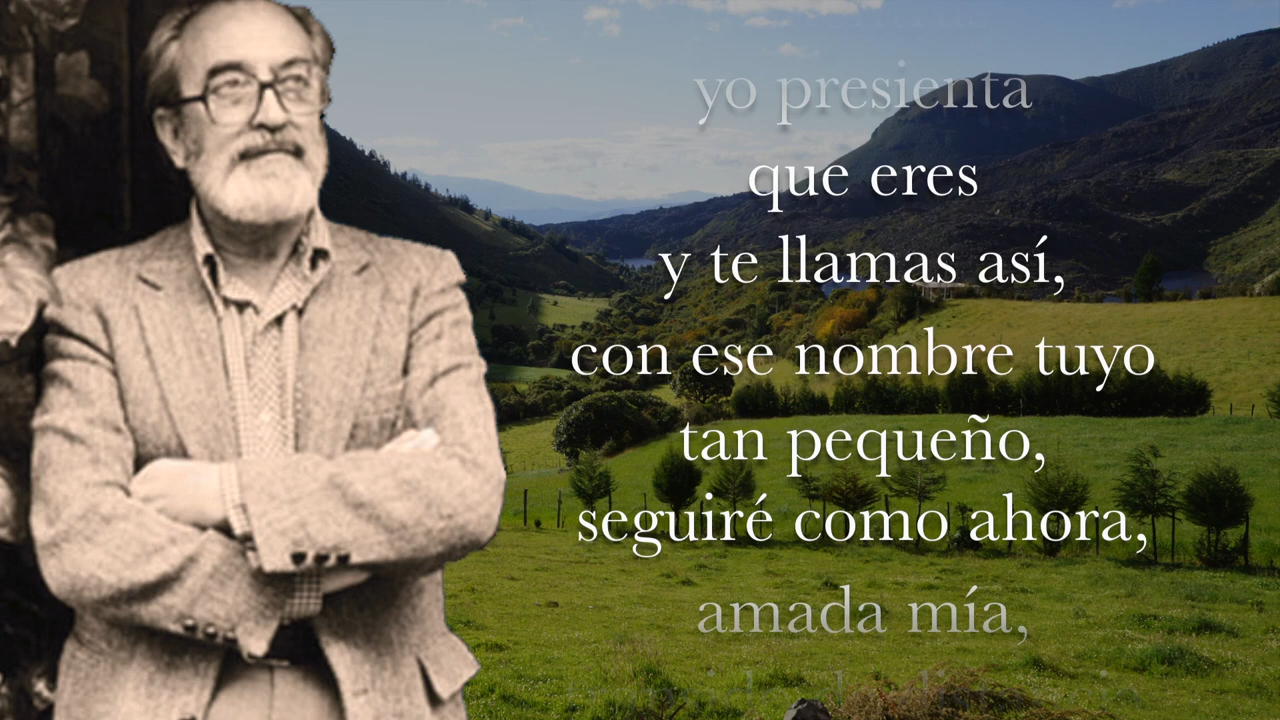 yo presienta
que eres
y te llamas así,
con ese nombre tuyo
tan pequeño,
seguiré como ahora,
amada mía,